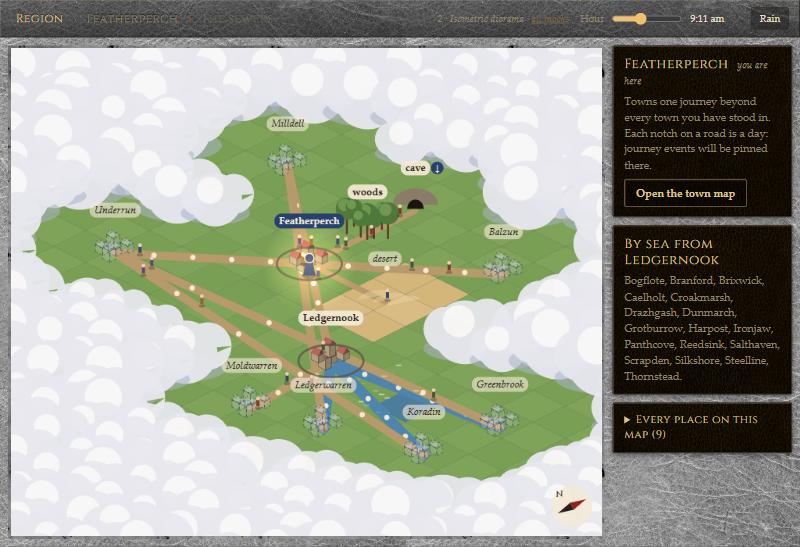 Region
Featherperch
2 · Isometric diorama · all mocks
Hour
9:11 am
Rain
Milldell
cave ↓
woods
Underrun
Featherperch
Balzun
desert
Ledgernook
Moldwarren
Ledgerwarren
Greenbrook
Koradin
N
Featherperch you are
here
Towns one journey beyond
every town you have stood in.
Each notch on a road is a day:
journey events will be pinned
there.
Open the town map
By sea from
Ledgernook
Bogflote, Branford, Brixwick,
Caelholt, Croakmarsh,
Drazghash, Dunmarch,
Grotburrow, Harpost, Ironjaw,
Panthcove, Reedsink, Salthaven,
Scrapden, Silkshore, Steelline,
Thornstead.
▶ Every place on this
map (9)